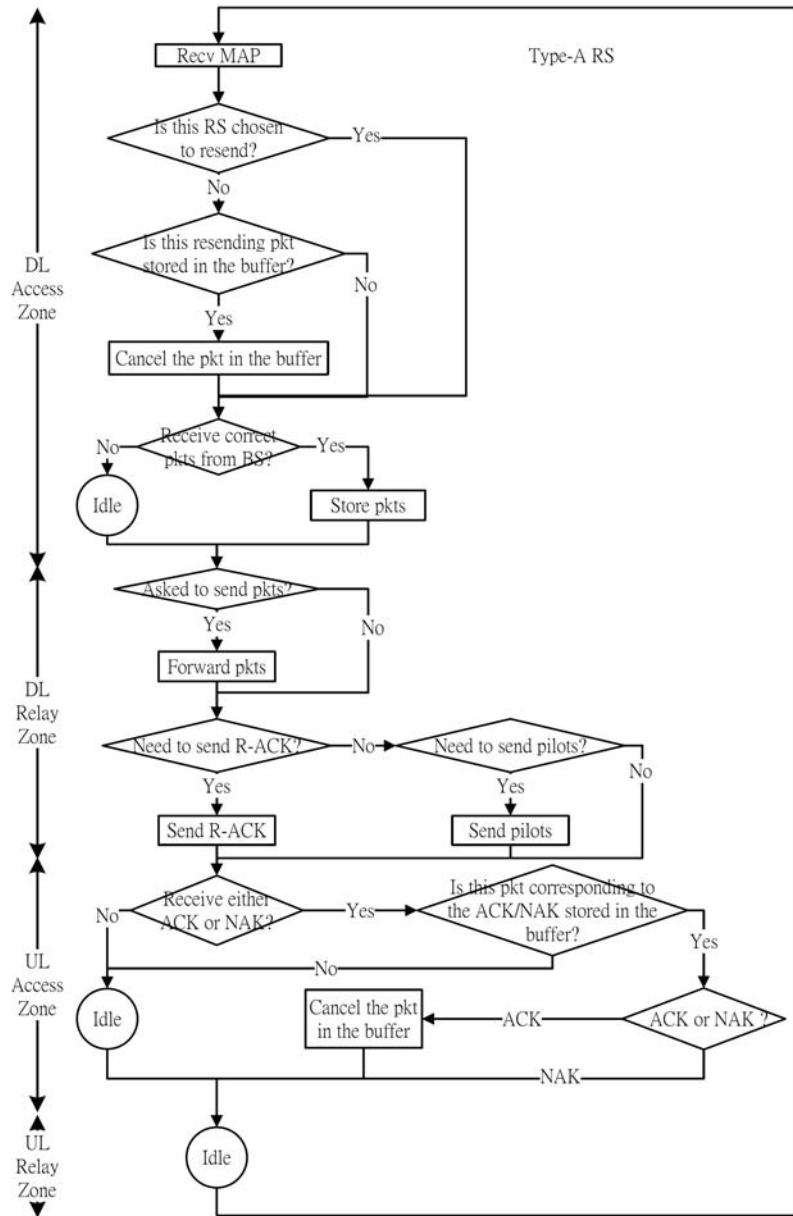 Recv MAP
Type-A RS
Is this RS chosen
to resend?
Yes
No
Is this resending pkt
stored in the buffer?
No
Yes
DL
Access
Zone
Cancel the pkt in the buffer
Receive correct
pkts from BS?
No
Yes
Idle
Store pkts
Asked to send pkts?
Yes
No
Forward pkts
DL
Relay
Zone
Need to send R-ACK?
No
Need to send pilots?
No
Yes
Yes
Send R-ACK
Send pilots
Receive either
ACK or NAK?
No
Yes
Is this pkt corresponding to
the ACK/NAK stored in the
buffer?
Yes
No
UL
Access
Zone
Idle
Cancel the pkt
in the buffer
ACK
ACK or NAK ?
NAK
UL
Relay
Zone
Idle